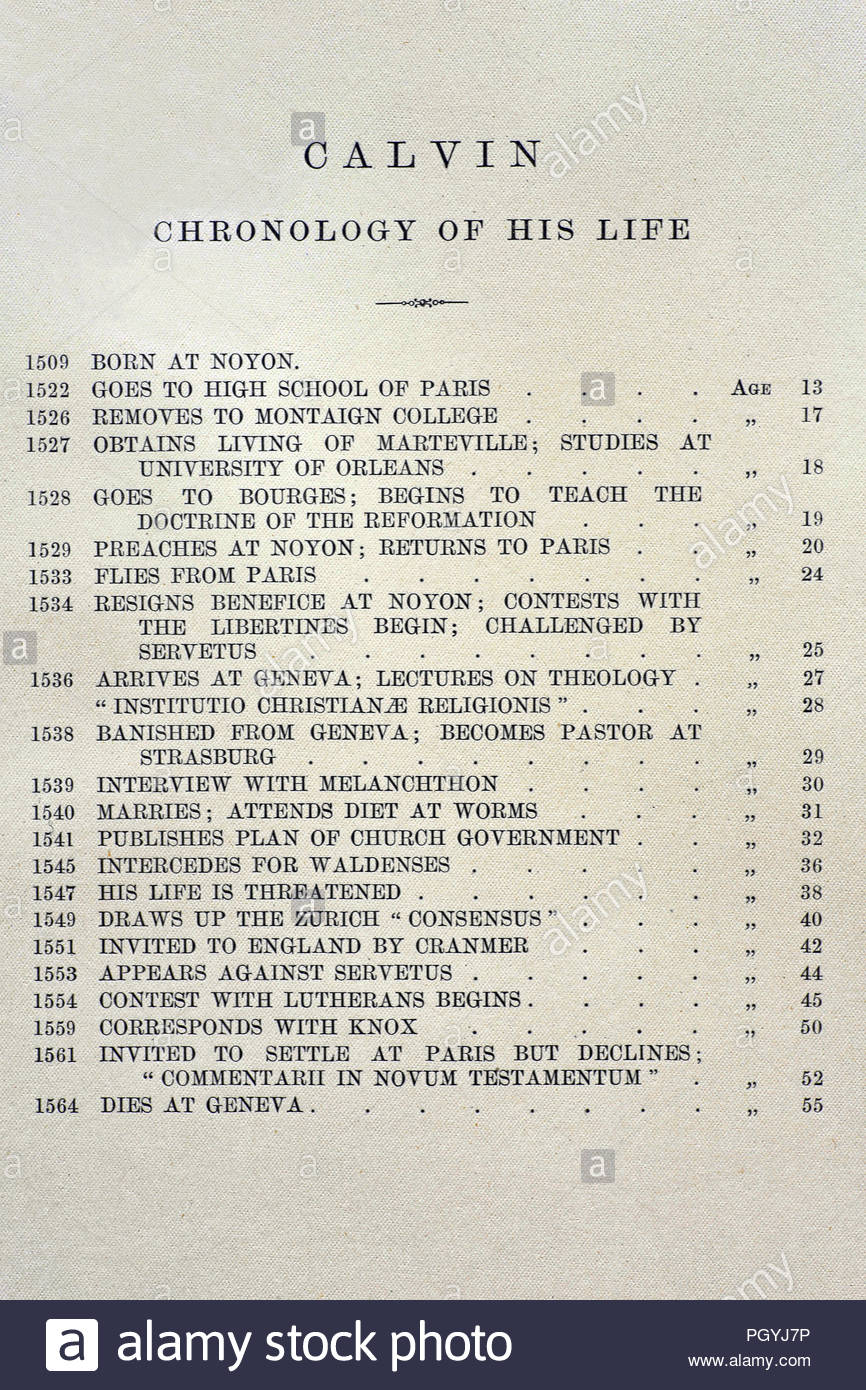 CALVIN
CHRONOLOGY OF HIS LIFE
1509 BORN AT NOYON.
1522 GOES TO HIGH SCHOOL OF PARIS . . . . AGE 13
1526 REMOVES TO MONTAIGN COLLEGE . . . . „ 17
1527 OBTAINS LIVING OF MARTEVILLE; STUDIES AT
UNIVERSITY OF ORLEANS . . . . . „ 18
1528 GOES TO BOURGES; BEGINS TO TEACH THE
DOCTRINE OF THE REFORMATION . . . „ 19
1529 PREACHES AT NOYON; RETURNS TO PARIS . . „ 20
1533 FLIES FROM PARIS . . . . . . . „ 24
1534 RESIGNS BENEFICE AT NOYON; CONTESTS WITH
THE LIBERTINES BEGIN; CHALLENGED BY
SERVETUS . . . . . . . . „ 25
1536 ARRIVES AT GENEVA; LECTURES ON THEOLOGY . „ 27
“INSTITUTIO CHRISTIANÆ RELIGIONIS” . . . „ 28
1538 BANISHED FROM GENEVA; BECOMES PASTOR AT
STRASBURG . . . . . . . . „ 29
1539 INTERVIEW WITH MELANCHTHON . . . . „ 30
1540 MARRIES; ATTENDS DIET AT WORMS . . . „ 31
1541 PUBLISHES PLAN OF CHURCH GOVERNMENT . . „ 32
1545 INTERCEDES FOR WALDENSES . . . . . „ 36
1547 HIS LIFE IS THREATENED . . . . . . „ 38
1549 DRAWS UP THE ZURICH “CONSENSUS” . . . „ 40
1551 INVITED TO ENGLAND BY CRANMER . . . „ 42
1553 APPEARS AGAINST SERVETUS . . . . . „ 44
1554 CONTEST WITH LUTHERANS BEGINS . . . . „ 45
1559 CORRESPONDS WITH KNOX . . . . . „ 50
1561 INVITED TO SETTLE AT PARIS BUT DECLINES;
“COMMENTARII IN NOVUM TESTAMENTUM” . „ 52
1564 DIES AT GENEVA . . . . . . . . „ 55
a alamy stock photo
PGYJ7P
www.alamy.com